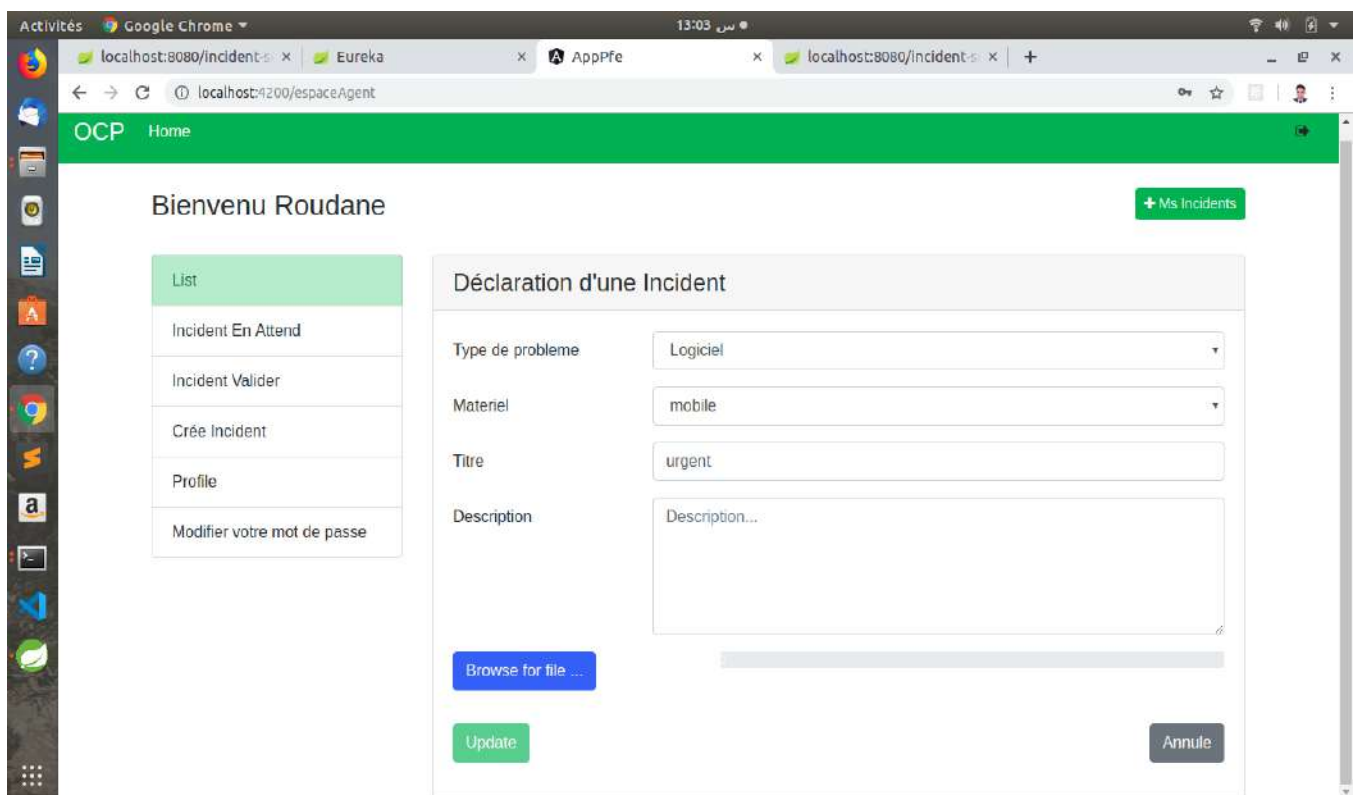 Activités Google Chrome 13:03 س
localhost:8080/incident-s Eureka AppPfe localhost:8080/incident-s
localhost:4200/espaceAgent
OCP Home
Bienvenu Roudane
+ Ms Incidents
List
Incident En Attend
Incident Valider
Crée Incident
Profile
Modifier votre mot de passe
Déclaration d'une Incident
Type de probleme Logiciel
Materiel mobile
Titre urgent
Description Description...
Browse for file ...
Update Annule